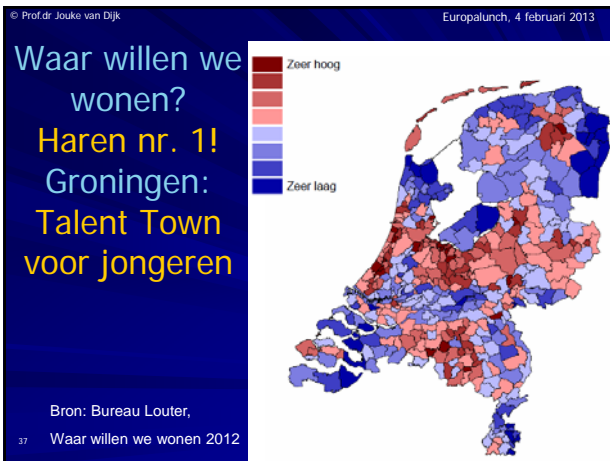 © Prof.dr Jouke van Dijk
Europalunch, 4 februari 2013
Waar willen we
wonen?
Haren nr. 1!
Groningen:
Talent Town
voor jongeren
Zeer hoog
Zeer laag
Bron: Bureau Louter,
37 Waar willen we wonen 2012